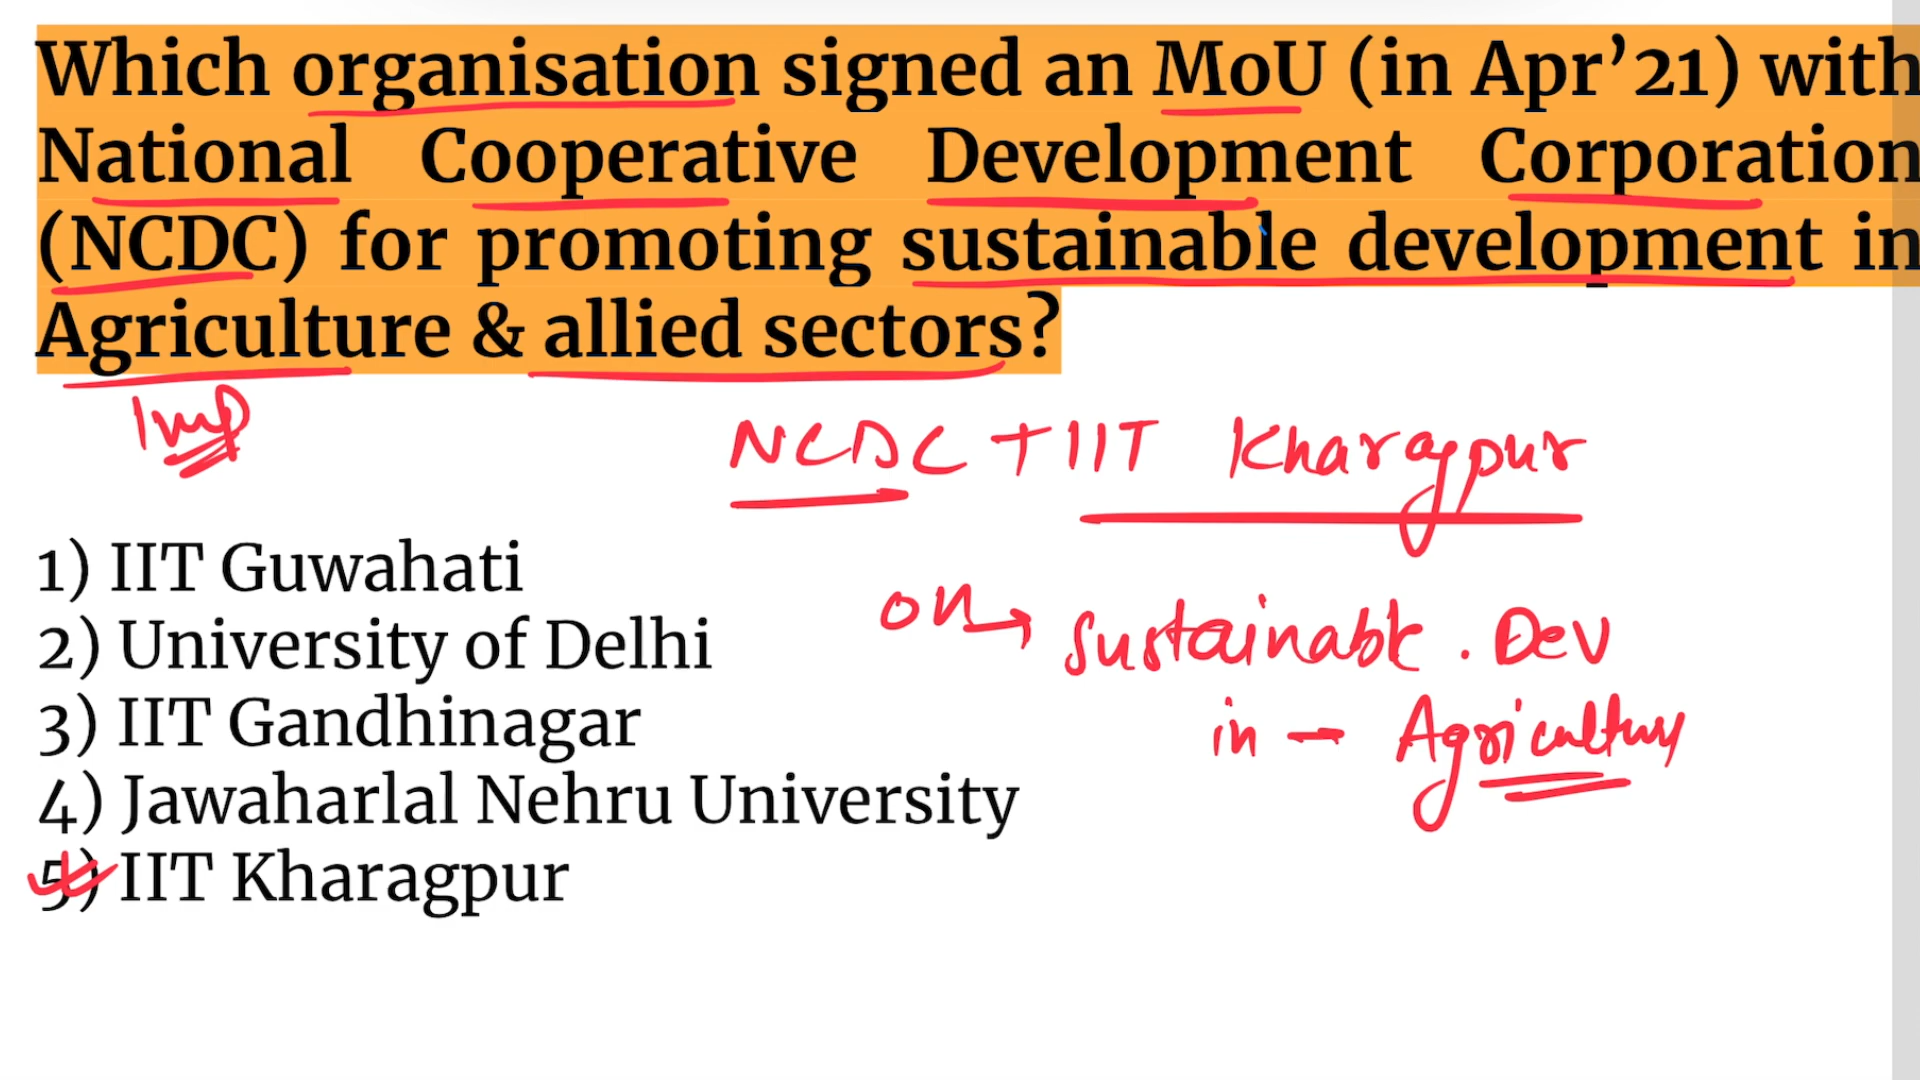 Which organisation signed an MoU (in Apr’21) with
National Cooperative Development Corporation
(NCDC) for promoting sustainable development in
Agriculture & allied sectors?
Imp
NCDC + IIT Kharagpur
1) IIT Guwahati
on → Sustainable . Dev
2) University of Delhi
in – Agriculture
3) IIT Gandhinagar
4) Jawaharlal Nehru University
5) IIT Kharagpur